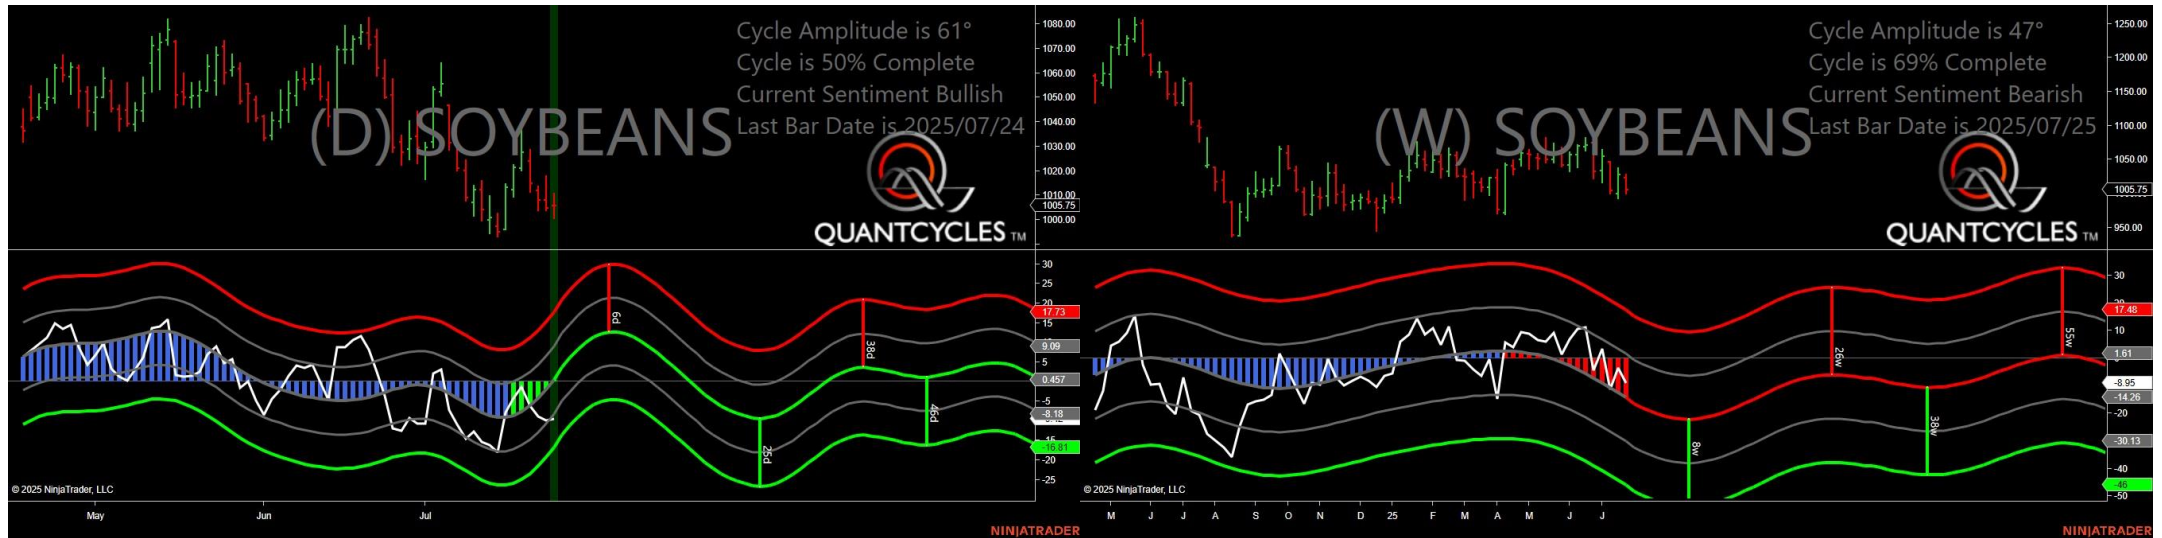 Cycle Amplitude is 61°
Cycle is 50% Complete
Current Sentiment Bullish
Last Bar Date is 2025/07/24
(D) SOYBEANS
QUANTCYCLES TM
1080.00
1070.00
1060.00
1050.00
1040.00
1030.00
1020.00
1010.00
1005.75
1000.00
30
25
20
17.73
15
9.09
5
0.457
-5
-8.18
-16.81
-20
-25
6d
25d
38d
46d
© 2025 NinjaTrader, LLC
May
Jun
Jul
NINJATRADER
Cycle Amplitude is 47°
Cycle is 69% Complete
Current Sentiment Bearish
Last Bar Date is 2025/07/25
(W) SOYBEANS
QUANTCYCLES TM
1250.00
1200.00
1150.00
1100.00
1050.00
1005.75
950.00
30
17.48
10
1.61
-8.95
-14.26
-20
-30.13
-40
-46
-50
8w
26w
38w
55w
© 2025 NinjaTrader, LLC
M J J A S O N D 25 F M A M J J
NINJATRADER